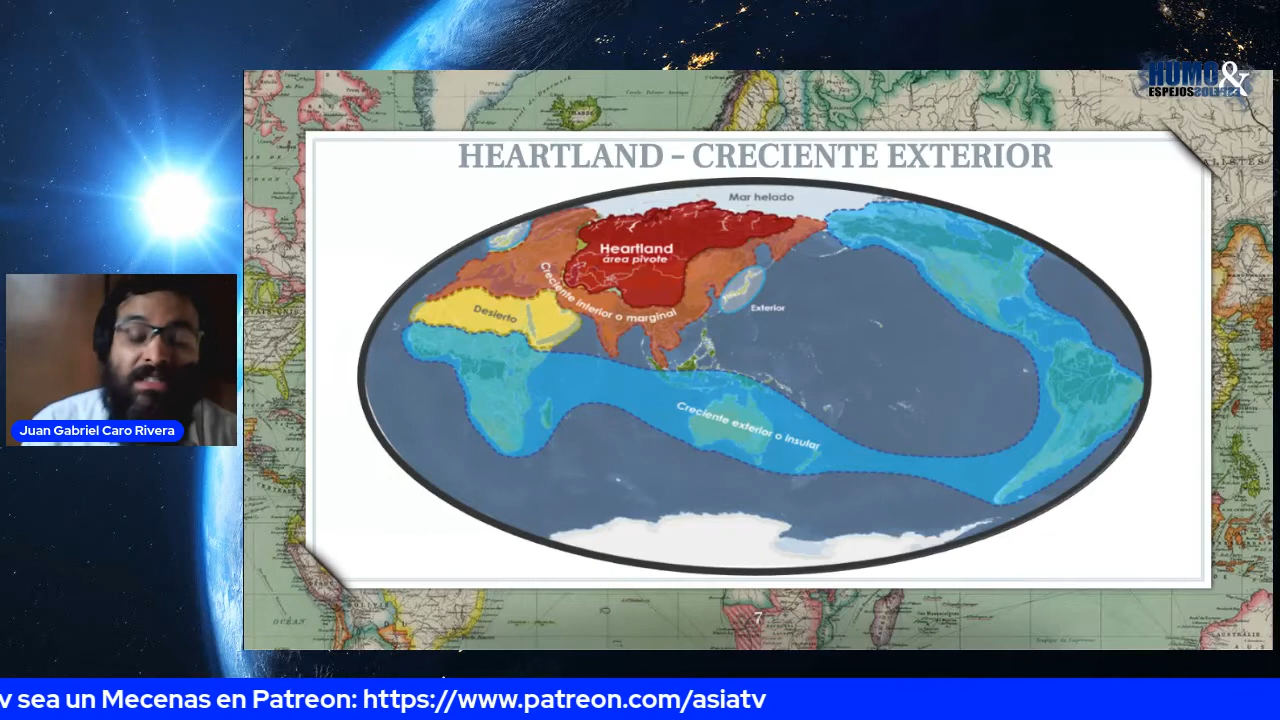 HUMO &
ESPEJOS
HEARTLAND – CRECIENTE EXTERIOR
Mar helado
Heartland
área pivote
Creciente interior o marginal
Desierto
Exterior
Creciente exterior o insular
Juan Gabriel Caro Rivera
7
v sea un Mecenas en Patreon: https://www.patreon.com/asiatv